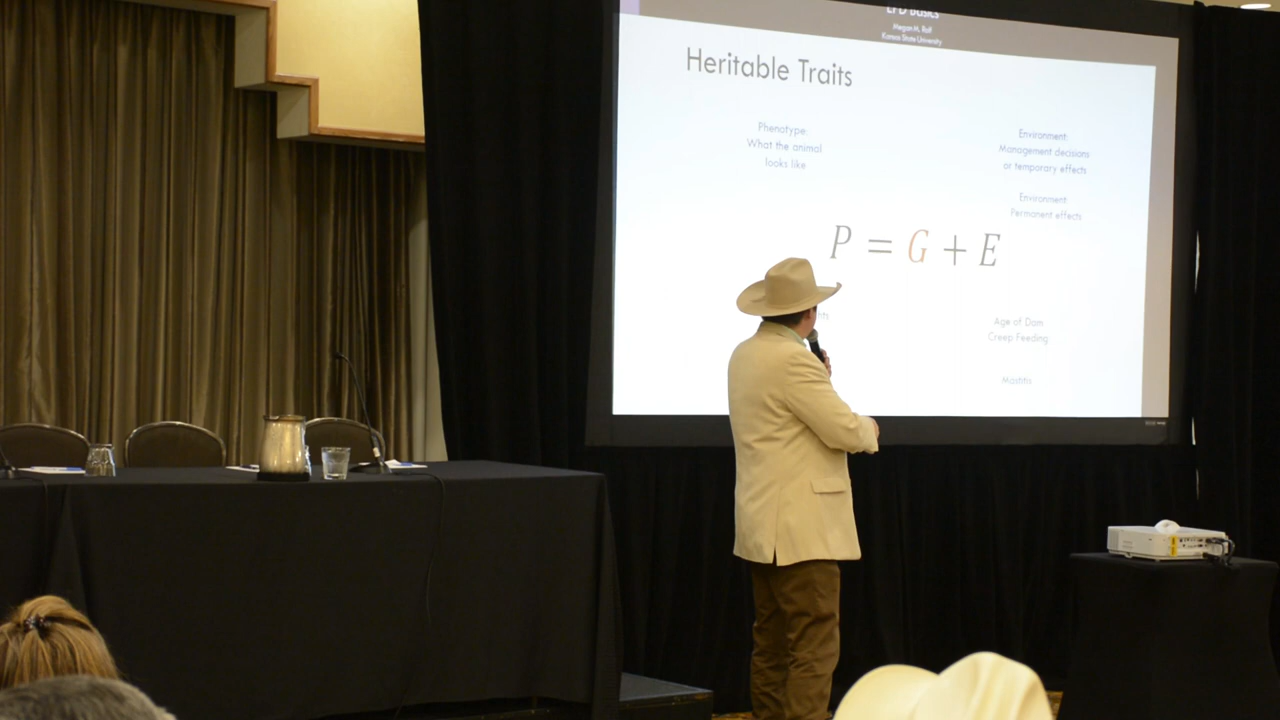 EPD Basics
Megan M. Rolf
Kansas State University
Heritable Traits
Phenotype:
What the animal
looks like
Environment:
Management decisions
or temporary effects
Environment:
Permanent effects
P = G + E
Age of Dam
Creep Feeding
Mastitis